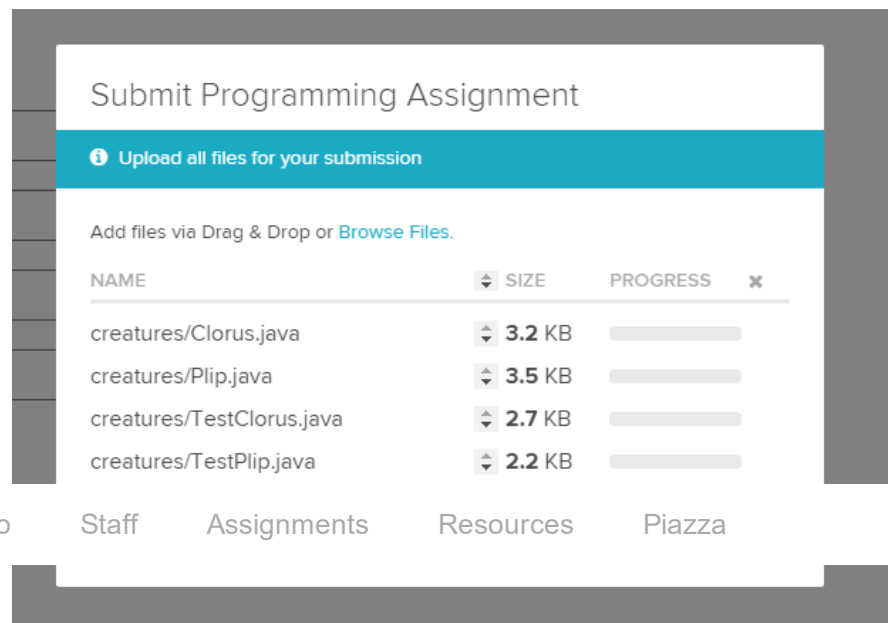 Submit Programming Assignment
Upload all files for your submission
Add files via Drag & Drop or Browse Files.
NAME SIZE PROGRESS
creatures/Clorus.java 3.2 KB
creatures/Plip.java 3.5 KB
creatures/TestClorus.java 2.7 KB
creatures/TestPlip.java 2.2 KB
Staff Assignments Resources Piazza